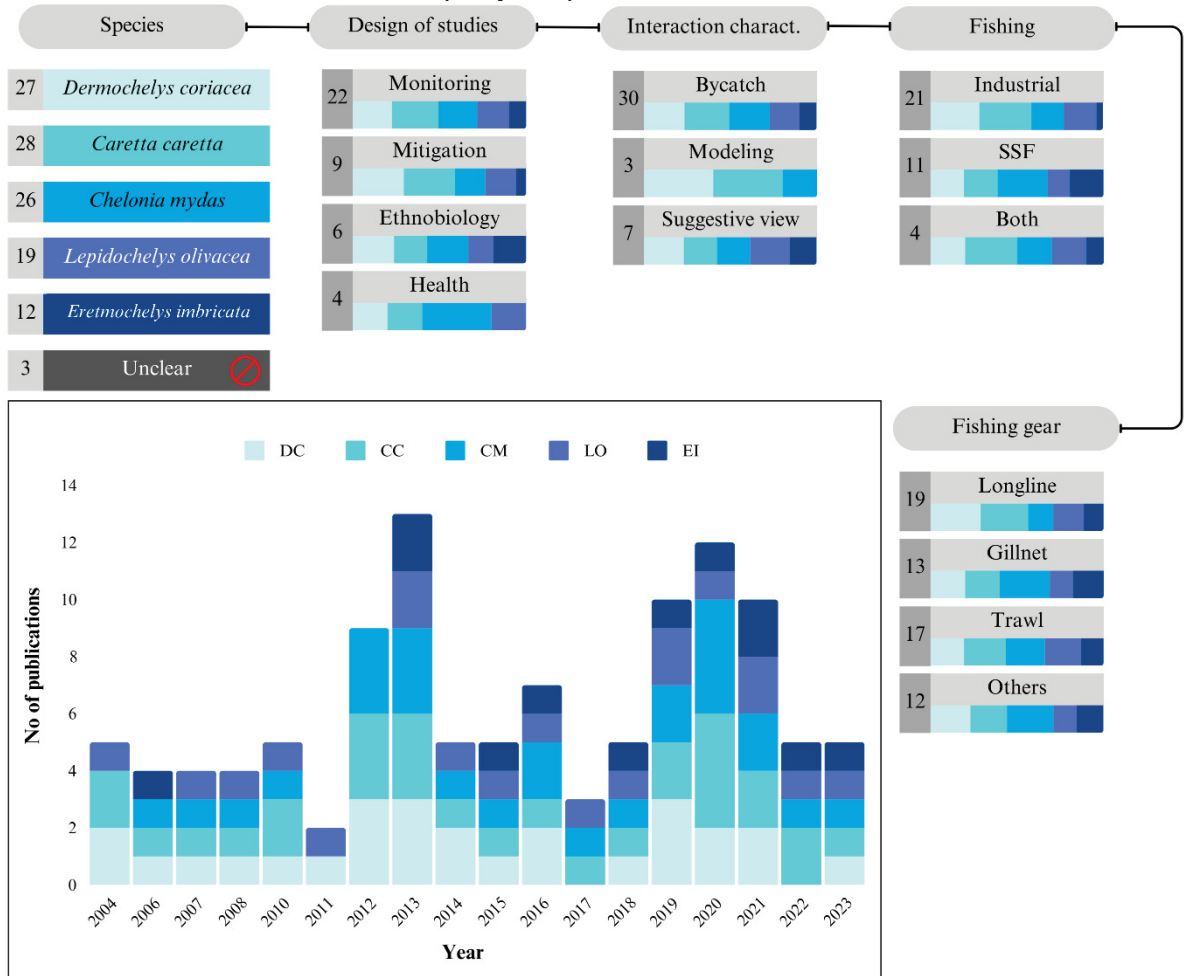 Species
Design of studies
Interaction charact.
Fishing
27 Dermochelys coriacea
28 Caretta caretta
26 Chelonia mydas
19 Lepidochelys olivacea
12 Eretmochelys imbricata
3 Unclear
22 Monitoring
9 Mitigation
6 Ethnobiology
4 Health
30 Bycatch
3 Modeling
7 Suggestive view
21 Industrial
11 SSF
4 Both
Fishing gear
19 Longline
13 Gillnet
17 Trawl
12 Others
DC CC CM LO EI
No of publications
14
12
10
8
6
4
2
0
2004 2006 2007 2008 2010 2011 2012 2013 2014 2015 2016 2017 2018 2019 2020 2021 2022 2023
Year